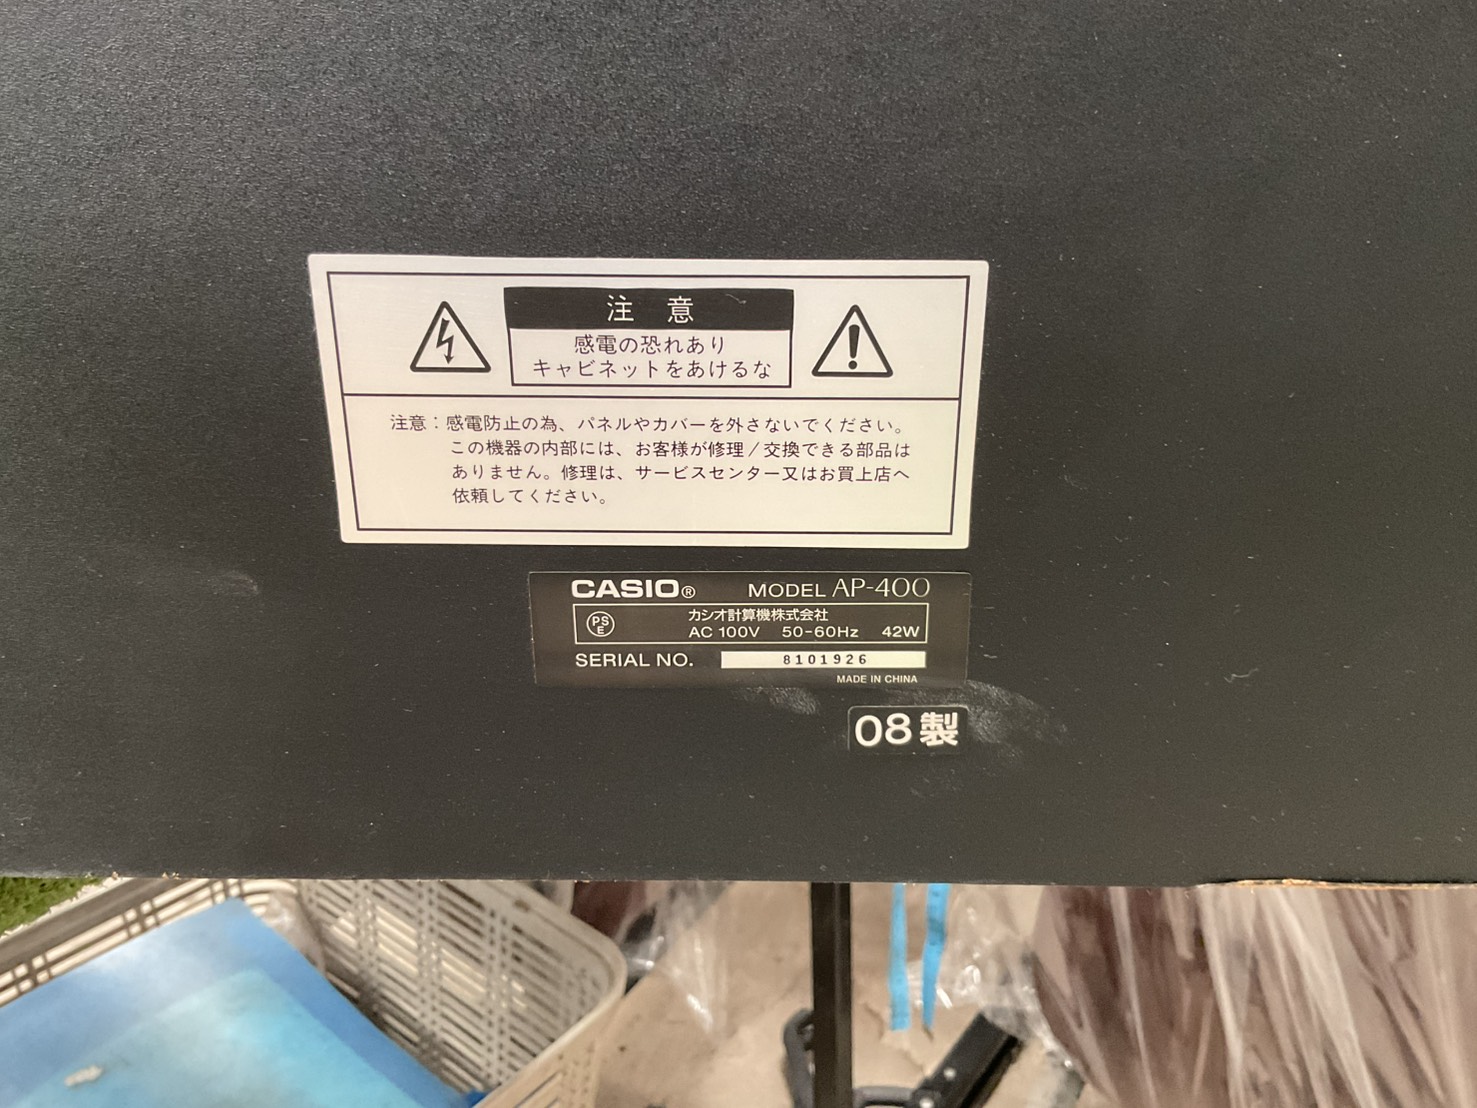 注 意
感電の恐れあり
キャビネットをあけるな
注意：感電防止の為、パネルやカバーを外さないでください。
この機器の内部には、お客様が修理／交換できる部品は
ありません。修理は、サービスセンター又はお買上店へ
依頼してください。
CASIO® MODEL AP-400
PSE カシオ計算機株式会社
AC 100V 50-60Hz 42W
SERIAL NO. 8101926
MADE IN CHINA
08製